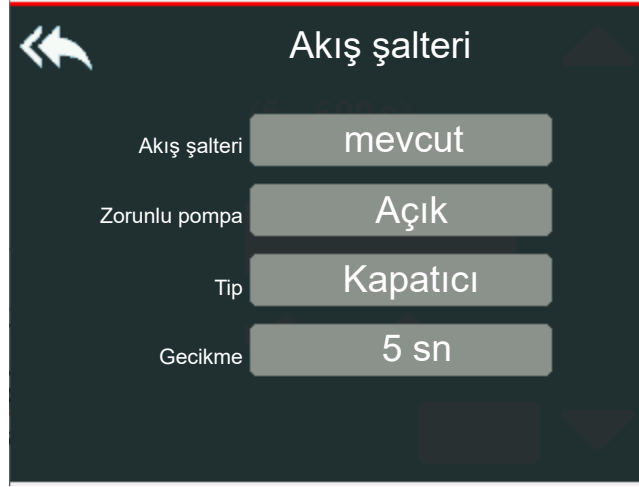 Akış şalteri
Akış şalteri mevcut
Zorunlu pompa Açık
Tip Kapatıcı
Gecikme 5 sn